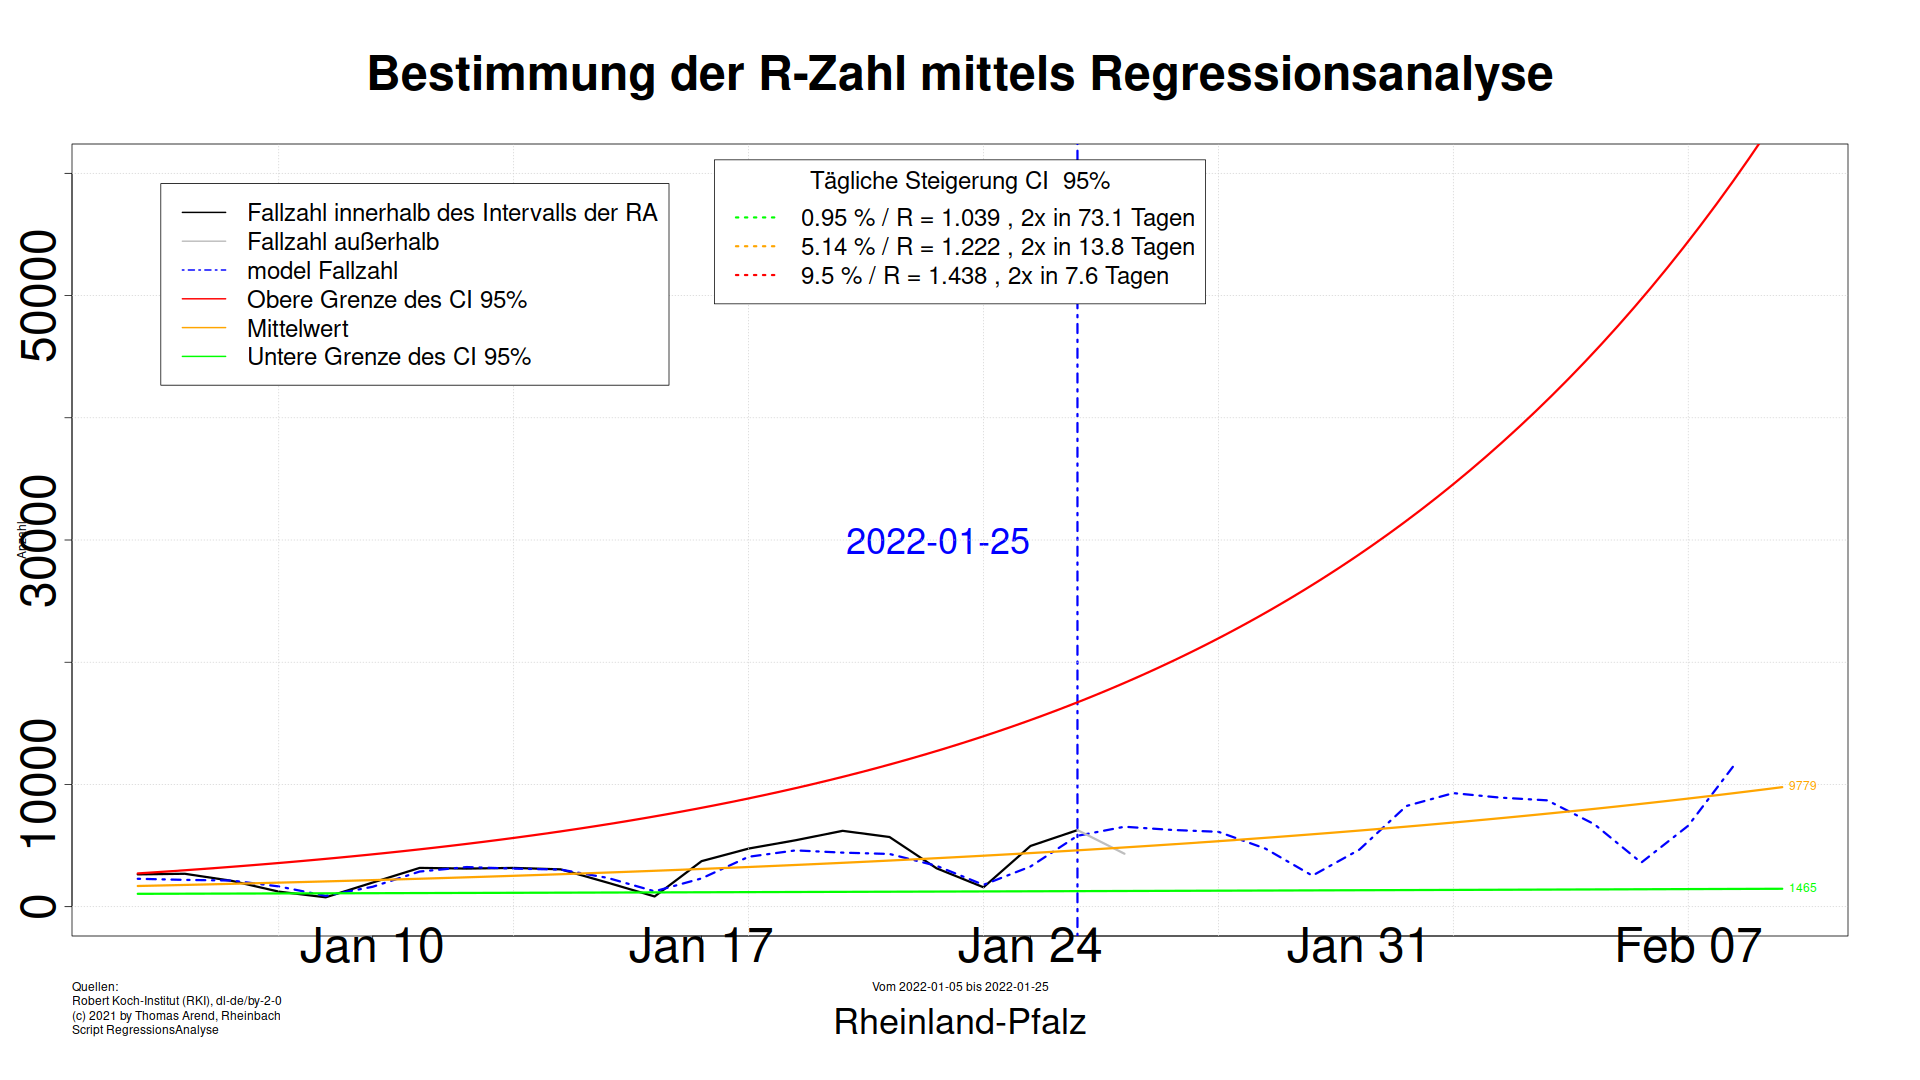 Bestimmung der R-Zahl mittels Regressionsanalyse
Fallzahl innerhalb des Intervalls der RA
Fallzahl außerhalb
model Fallzahl
Obere Grenze des CI 95%
Mittelwert
Untere Grenze des CI 95%
Tägliche Steigerung CI  95%
0.95 % / R = 1.039 , 2x in 73.1 Tagen
5.14 % / R = 1.222 , 2x in 13.8 Tagen
9.5 % / R = 1.438 , 2x in 7.6 Tagen
50000
30000
10000
0
Anzahl
2022-01-25
9779
1465
Jan 10
Jan 17
Jan 24
Jan 31
Feb 07
Quellen:
Robert Koch-Institut (RKI), dl-de/by-2-0
(c) 2021 by Thomas Arend, Rheinbach
Script RegressionsAnalyse
Vom 2022-01-05 bis 2022-01-25
Rheinland-Pfalz